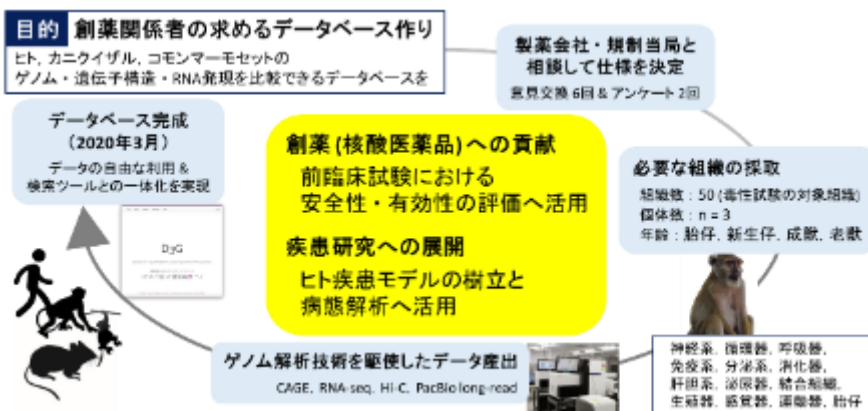 目的 創薬関係者の求めるデータベース作り
ヒト, カニクイザル, コモンマーモセットの
ゲノム・遺伝子構造・RNA発現を比較できるデータベースを
製薬会社・規制当局と
相談して仕様を決定
意見交換 6回 & アンケート 2回
必要な組織の採取
組織数：50 (毒性試験の対象組織)
個体数：n = 3
年齢：胎仔, 新生仔, 成獣, 老獣
神経系, 循環器, 呼吸器,
免疫系, 分泌系, 消化器,
肝胆系, 泌尿器, 結合組織,
生殖器, 感覚器, 運動器, 胎仔
ゲノム解析技術を駆使したデータ産出
CAGE, RNA-seq, Hi-C, PacBio long-read
データベース完成
（2020年3月）
データの自由な利用 &
検索ツールとの一体化を実現
D3G
創薬 (核酸医薬品) への貢献
前臨床試験における
安全性・有効性の評価へ活用
疾患研究への展開
ヒト疾患モデルの樹立と
病態解析へ活用